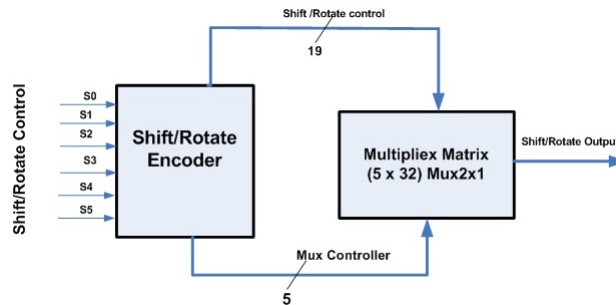 Shift /Rotate control
19
Shift/Rotate Control
S0
S1
S2
S3
S4
S5
Shift/Rotate
Encoder
Multipliex Matrix
(5 x 32) Mux2x1
Shift/Rotate Output
Mux Controller
5